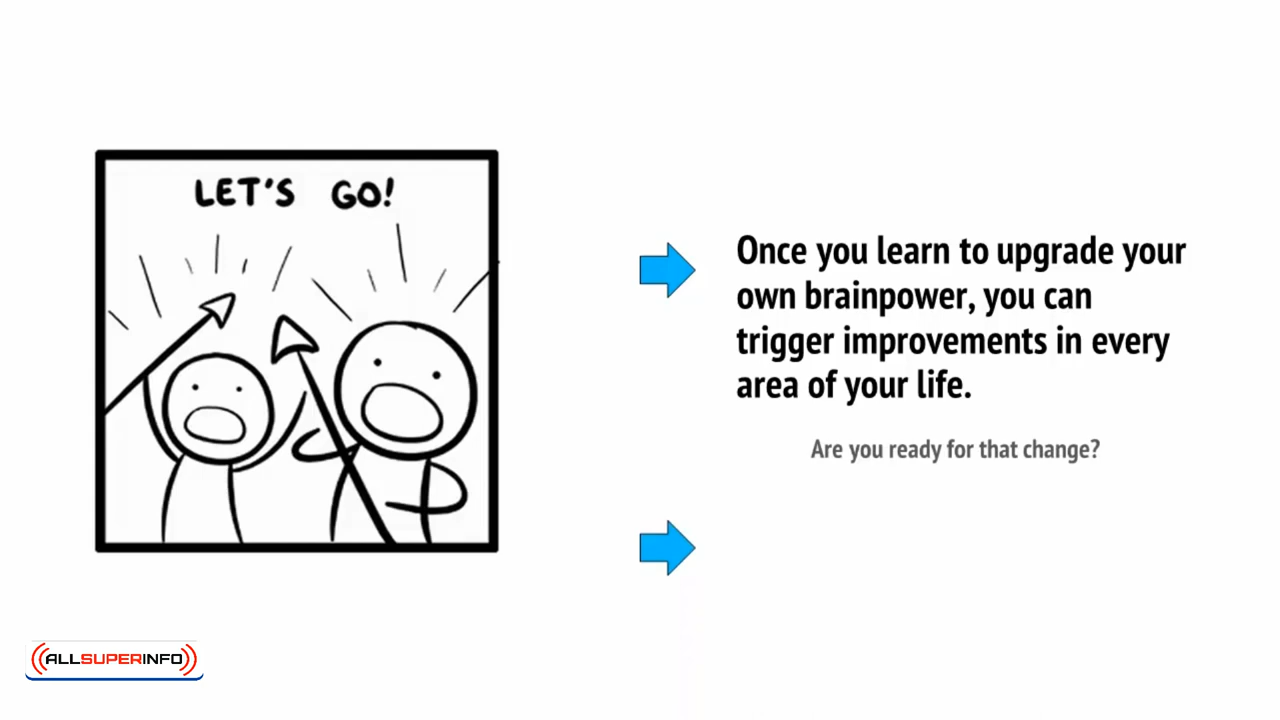 LET'S GO!
Once you learn to upgrade your
own brainpower, you can
trigger improvements in every
area of your life.
Are you ready for that change?
ALLSUPERINFO